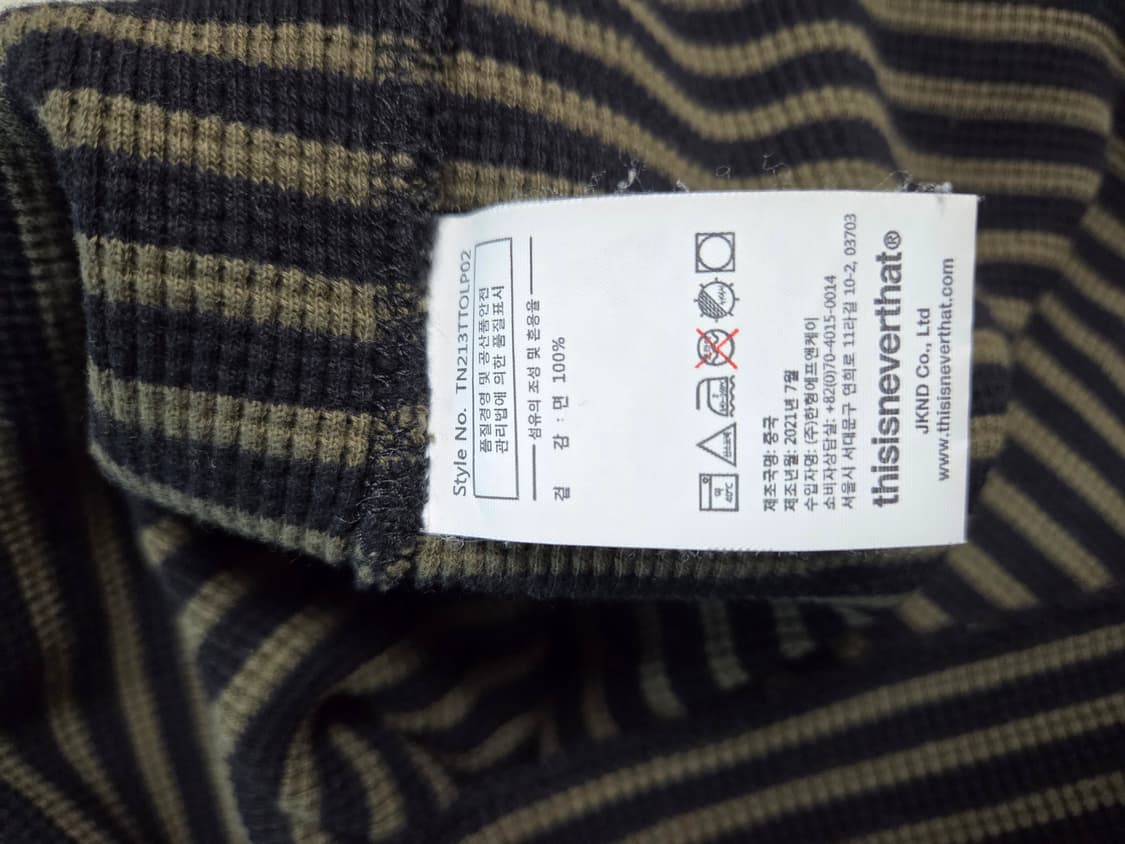 Style No. TN213TTOLP02
품질경영 및 공산품안전
관리법에 의한 품질표시
섬유의 조성 및 혼용율
겉 감 : 면 100%
약
40℃
제조국명: 중국
제조년월: 2021년 7월
수입자명: (주)한형에프앤케이
소비자상담실: +82(0)70-4015-0014
서울시 서대문구 연희로 11라길 10-2, 03703
thisisneverthat®
JKND Co., Ltd
www.thisisneverthat.com